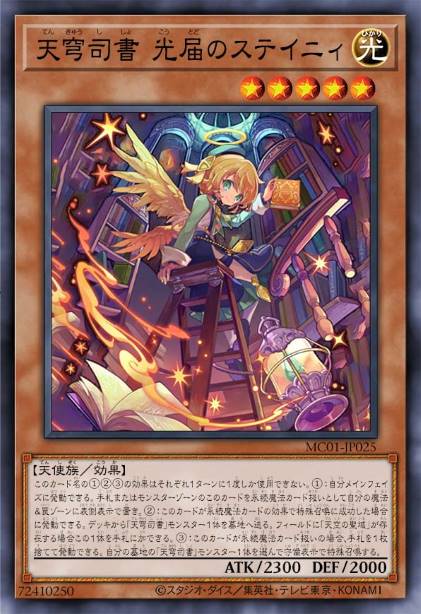 天穹司書 光届のステイニィ 光
MC01-JP025
【天使族／効果】
このカード名の①②③の効果はそれぞれ1ターンに1度しか使用できない。①：自分メインフェイ
ズに発動できる。手札またはモンスターゾーンのこのカードを永続魔法カード扱いとして自分の魔法
&罠ゾーンに表側表示で置き。②：このカードが永続魔法カードの効果で特殊召喚に成功した場合
に発動できる。デッキから「天穹司書」モンスター1体を墓地へ送る。フィールドに「天空の聖域」が
存在する場合この1体を手札にかできる。③：このカードが永続魔法カード扱いの場合、手札を1枚
捨てて発動できる。自分の墓地の「天穹司書」モンスター1体を選んで守備表示で特殊召喚する。
ATK/2300 DEF/2000
72410250 ©スタジオ・ダイス／集英社・テレビ東京・KONAMI